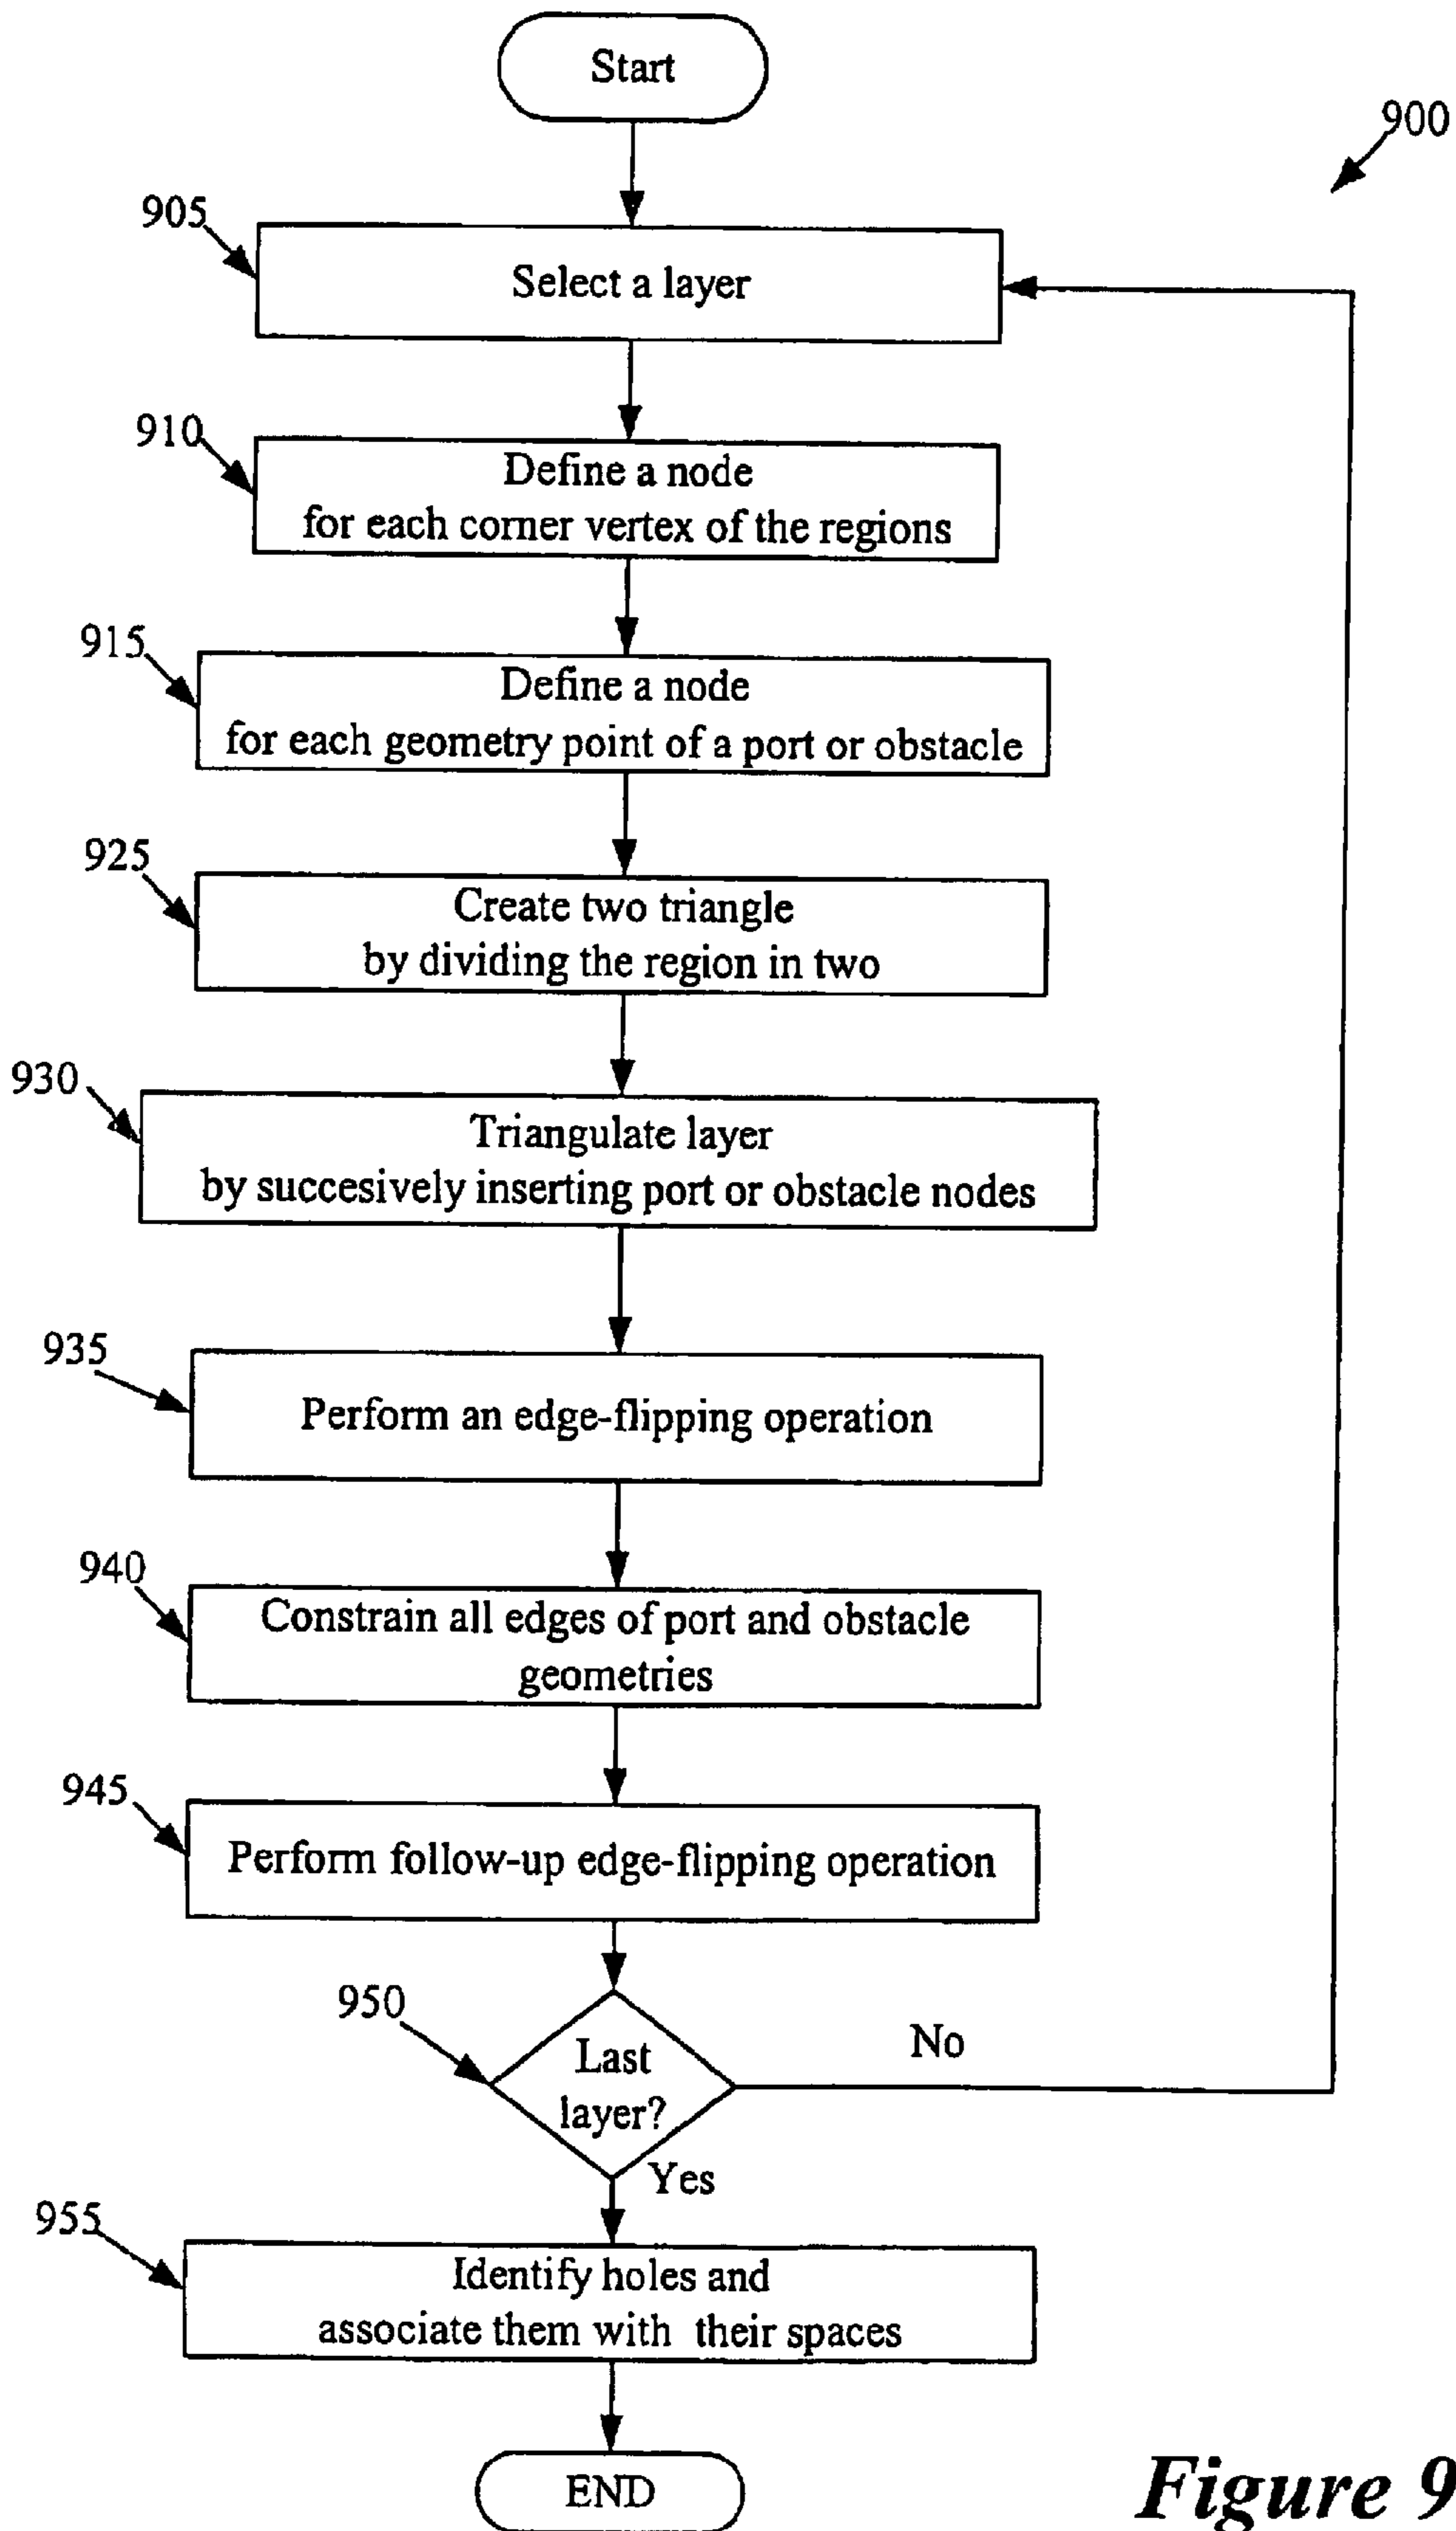 Start
900
905
Select a layer
910
Define a node
for each corner vertex of the regions
915
Define a node
for each geometry point of a port or obstacle
925
Create two triangle
by dividing the region in two
930
Triangulate layer
by succesively inserting port or obstacle nodes
935
Perform an edge-flipping operation
940
Constrain all edges of port and obstacle
geometries
945
Perform follow-up edge-flipping operation
950
Last
layer?
No
Yes
955
Identify holes and
associate them with their spaces
END
Figure 9